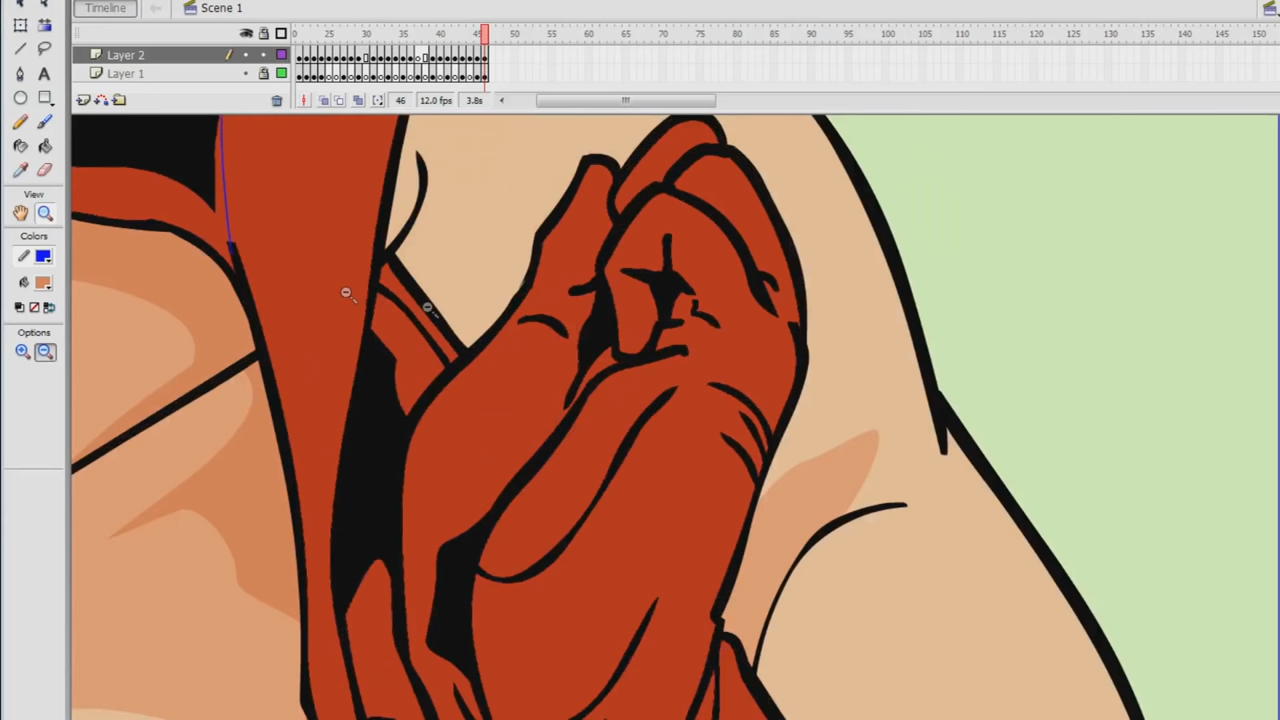 Timeline
Scene 1
0 25 30 35 40 45 50 55 60 65 70 75 80 85 90 95 100 105 110 115 120 125 130 135 140 145 150
Layer 2
Layer 1
46 12.0 fps 3.8s
A
View
Colors
Options